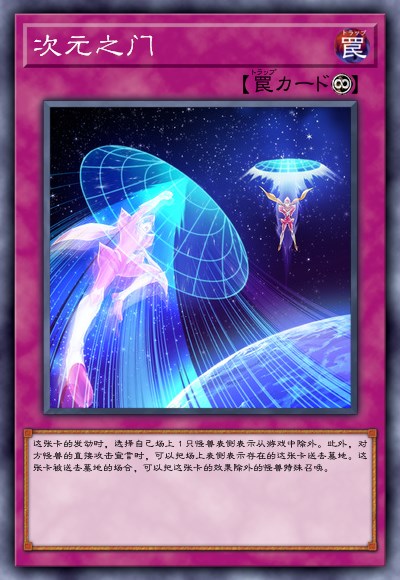 次元之门
トラップ
罠
トラップ
【罠カード♾】
这张卡的发动时，选择自己场上1只怪兽表侧表示从游戏中除外。此外，对
方怪兽的直接攻击宣言时，可以把场上表侧表示存在的这张卡送去墓地。这
张卡被送去墓地的场合，可以把这张卡的效果除外的怪兽特殊召唤。